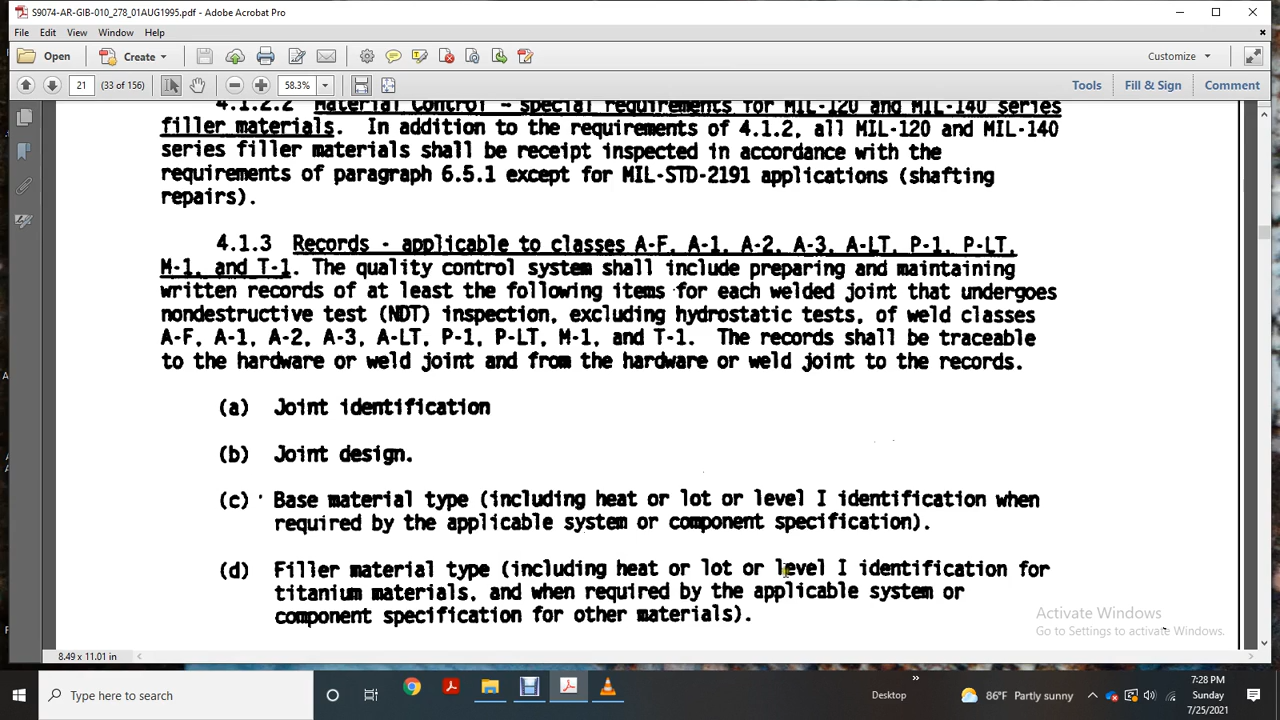 S9074-AR-GIB-010_278_01AUG1995.pdf - Adobe Acrobat Pro
File Edit View Window Help
Open Create Customize
21 (33 of 156) 58.3% Tools Fill & Sign Comment
4.1.2.2 Material Control - special requirements for MIL-120 and MIL-140 series
filler materials. In addition to the requirements of 4.1.2, all MIL-120 and MIL-140
series filler materials shall be receipt inspected in accordance with the
requirements of paragraph 6.5.1 except for MIL-STD-2191 applications (shafting
repairs).
4.1.3 Records - applicable to classes A-F, A-1, A-2, A-3, A-LT, P-1, P-LT,
M-1, and T-1. The quality control system shall include preparing and maintaining
written records of at least the following items for each welded joint that undergoes
nondestructive test (NDT) inspection, excluding hydrostatic tests, of weld classes
A-F, A-1, A-2, A-3, A-LT, P-1, P-LT, M-1, and T-1. The records shall be traceable
to the hardware or weld joint and from the hardware or weld joint to the records.
(a) Joint identification
(b) Joint design.
(c) Base material type (including heat or lot or level I identification when
required by the applicable system or component specification).
(d) Filler material type (including heat or lot or level I identification for
titanium materials, and when required by the applicable system or
component specification for other materials).
Activate Windows
Go to Settings to activate Windows.
8.49 x 11.01 in
Type here to search Desktop 86°F Partly sunny 7:28 PM
Sunday
7/25/2021